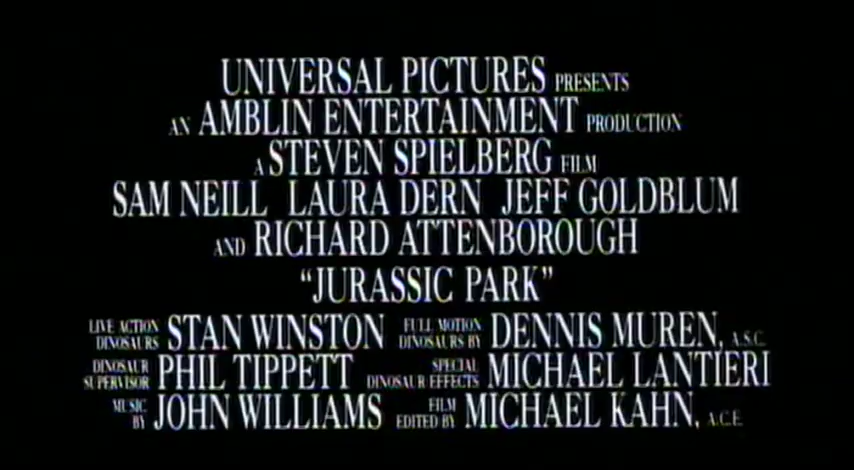 UNIVERSAL PICTURES PRESENTS
AN AMBLIN ENTERTAINMENT PRODUCTION
A STEVEN SPIELBERG FILM
SAM NEILL LAURA DERN JEFF GOLDBLUM
AND RICHARD ATTENBOROUGH
"JURASSIC PARK"
LIVE ACTION DINOSAURS STAN WINSTON FULL MOTION DINOSAURS BY DENNIS MUREN, A.S.C.
DINOSAUR SUPERVISOR PHIL TIPPETT SPECIAL DINOSAUR EFFECTS MICHAEL LANTIERI
MUSIC BY JOHN WILLIAMS FILM EDITED BY MICHAEL KAHN, A.C.E.